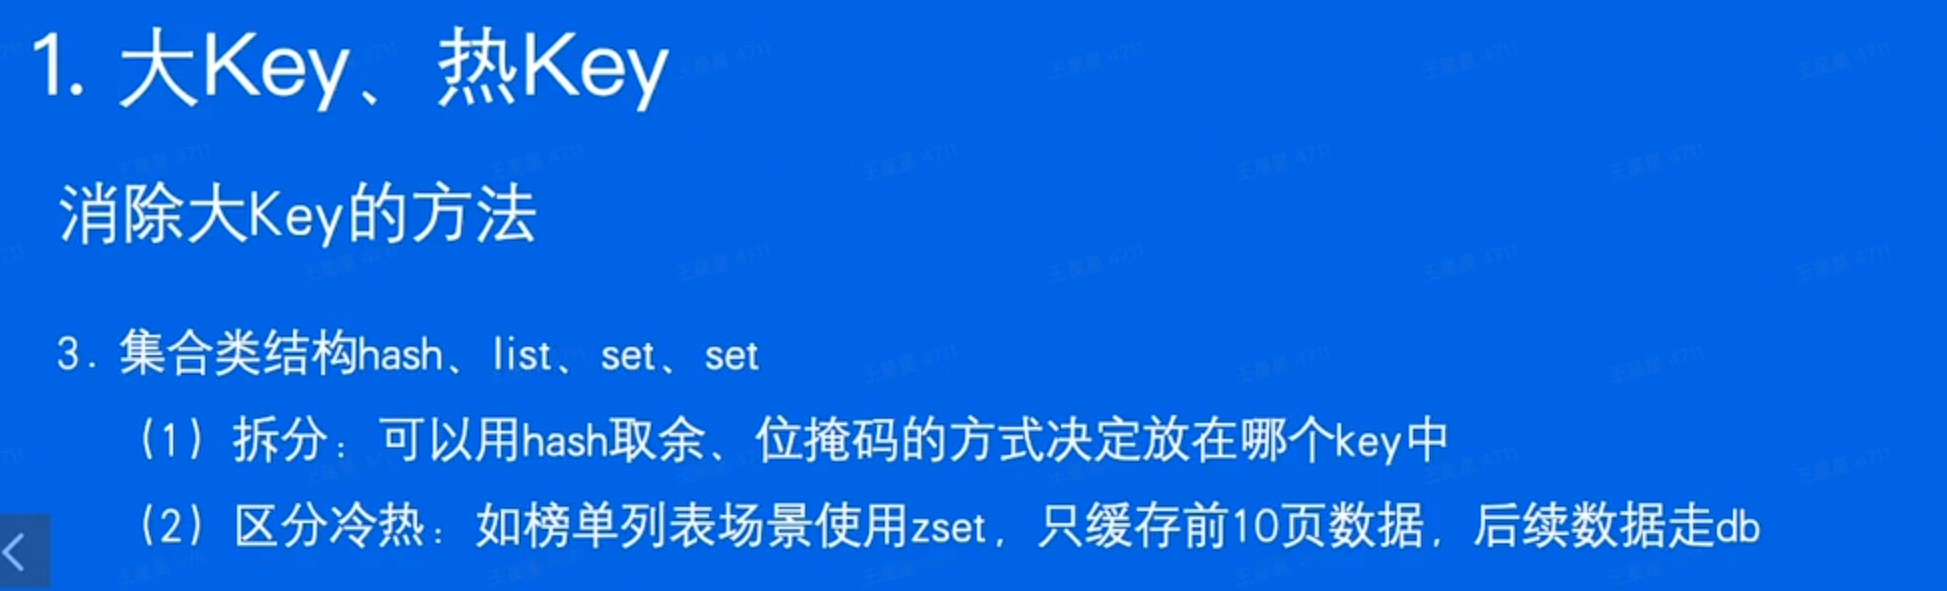 1. 大Key、热Key
消除大Key的方法
3. 集合类结构hash、list、set、set
（1）拆分：可以用hash取余、位掩码的方式决定放在哪个key中
（2）区分冷热：如榜单列表场景使用zset，只缓存前10页数据，后续数据走db